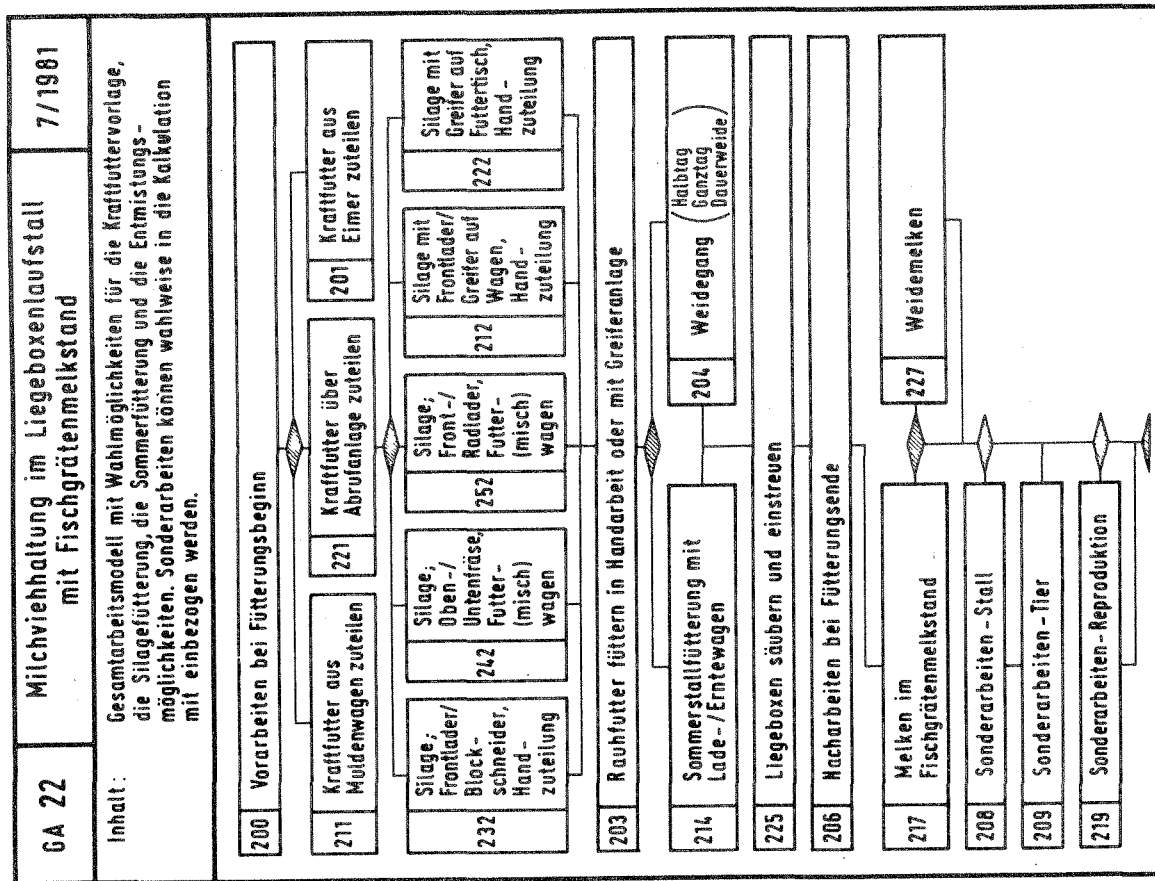 GA 22
Milchviehhaltung im Liegeboxenlaufstall
mit Fischgrätenmelkstand
7/1981
Inhalt:
Gesamtarbeitsmodell mit Wahlmöglichkeiten für die Kraftfuttervorlage,
die Silagefütterung, die Sommerfütterung und die Entmistungs-
möglichkeiten. Sonderarbeiten können wahlweise in die Kalkulation
mit einbezogen werden.
200 Vorarbeiten bei Fütterungsbeginn
211
Kraftfutter aus
Muldenwagen zuteilen
221
Kraftfutter über
Abrufanlage zuteilen
201
Kraftfutter aus
Eimer zuteilen
232
Silage;
Frontlader/
Block-
schneider,
Hand-
zuteilung
242
Silage;
Oben-/
Untenfräse,
Futter-
(misch)
wagen
252
Silage;
Front-/
Radlader,
Futter-
(misch)
wagen
212
Silage mit
Frontlader/
Greifer auf
Wagen,
Hand-
zuteilung
222
Silage mit
Greifer auf
Futtertisch,
Hand-
zuteilung
203 Rauhfutter füttern in Handarbeit oder mit Greiferanlage
214
Sommerstallfütterung mit
Lade-/Erntewagen
204
Weidegang
(Halbtag
Ganztag
Dauerweide)
225 Liegeboxen säubern und einstreuen
206 Nacharbeiten bei Fütterungsende
217
Melken im
Fischgrätenmelkstand
227
Weidemelken
208 Sonderarbeiten-Stall
209 Sonderarbeiten-Tier
219 Sonderarbeiten-Reproduktion